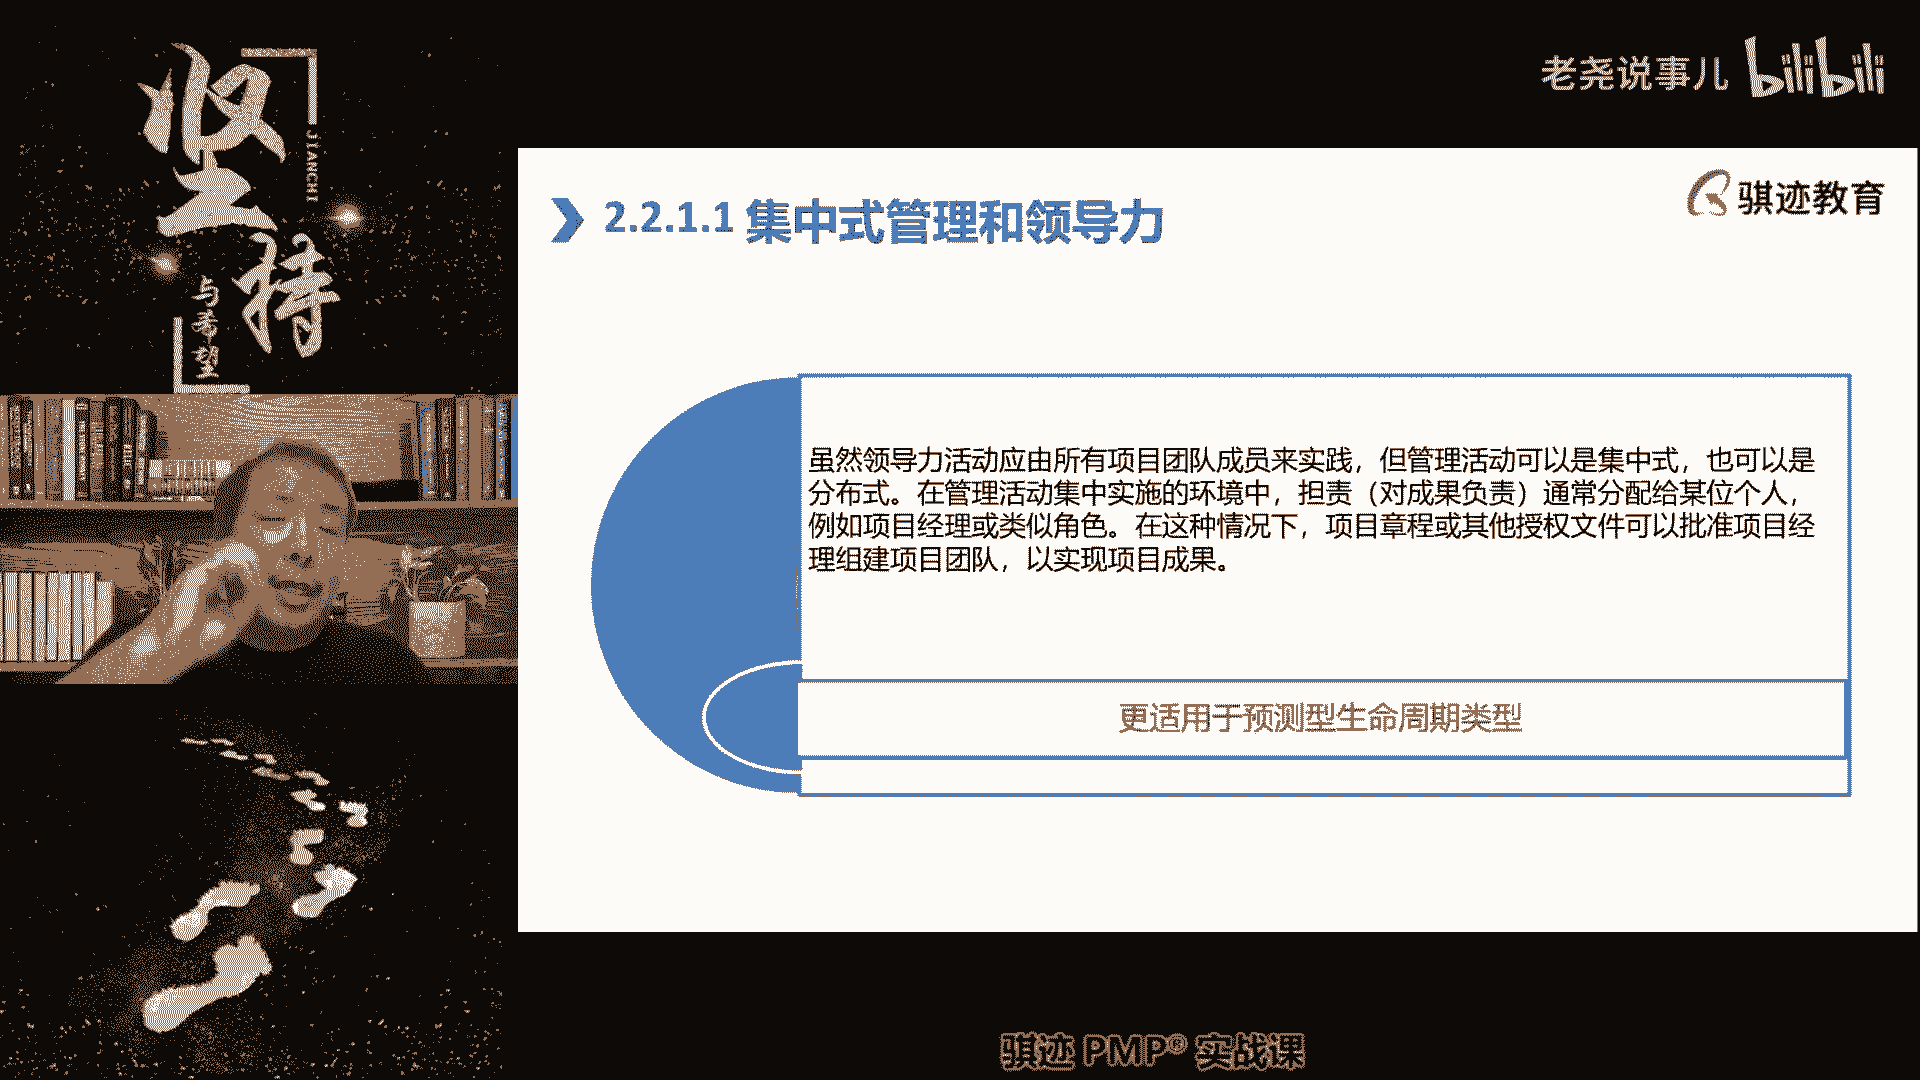 坚持
JIANCHI
与希望
老尧说事儿 bilibili
骐迹教育
2.2.1.1 集中式管理和领导力
虽然领导力活动应由所有项目团队成员来实践，但管理活动可以是集中式，也可以是
分布式。在管理活动集中实施的环境中，担责（对成果负责）通常分配给某位个人，
例如项目经理或类似角色。在这种情况下，项目章程或其他授权文件可以批准项目经
理组建项目团队，以实现项目成果。
更适用于预测型生命周期类型
骐迹 PMP® 实战课